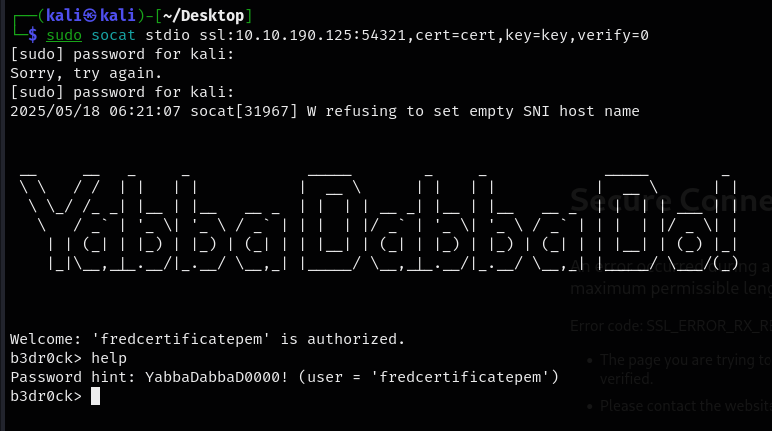 ┌──(kali㉿kali)-[~/Desktop]
└─$ sudo socat stdio ssl:10.10.190.125:54321,cert=cert,key=key,verify=0
[sudo] password for kali:
Sorry, try again.
[sudo] password for kali:
2025/05/18 06:21:07 socat[31967] W refusing to set empty SNI host name
Yabba Dabba Do!
Welcome: 'fredcertificatepem' is authorized.
b3dr0ck> help
Password hint: YabbaDabbaD0000! (user = 'fredcertificatepem')
b3dr0ck>
Secure Conne
An error occurred during a
maximum permissible leng
Error code: SSL_ERROR_RX_RE
The page you are trying to
verified.
Please contact the websit